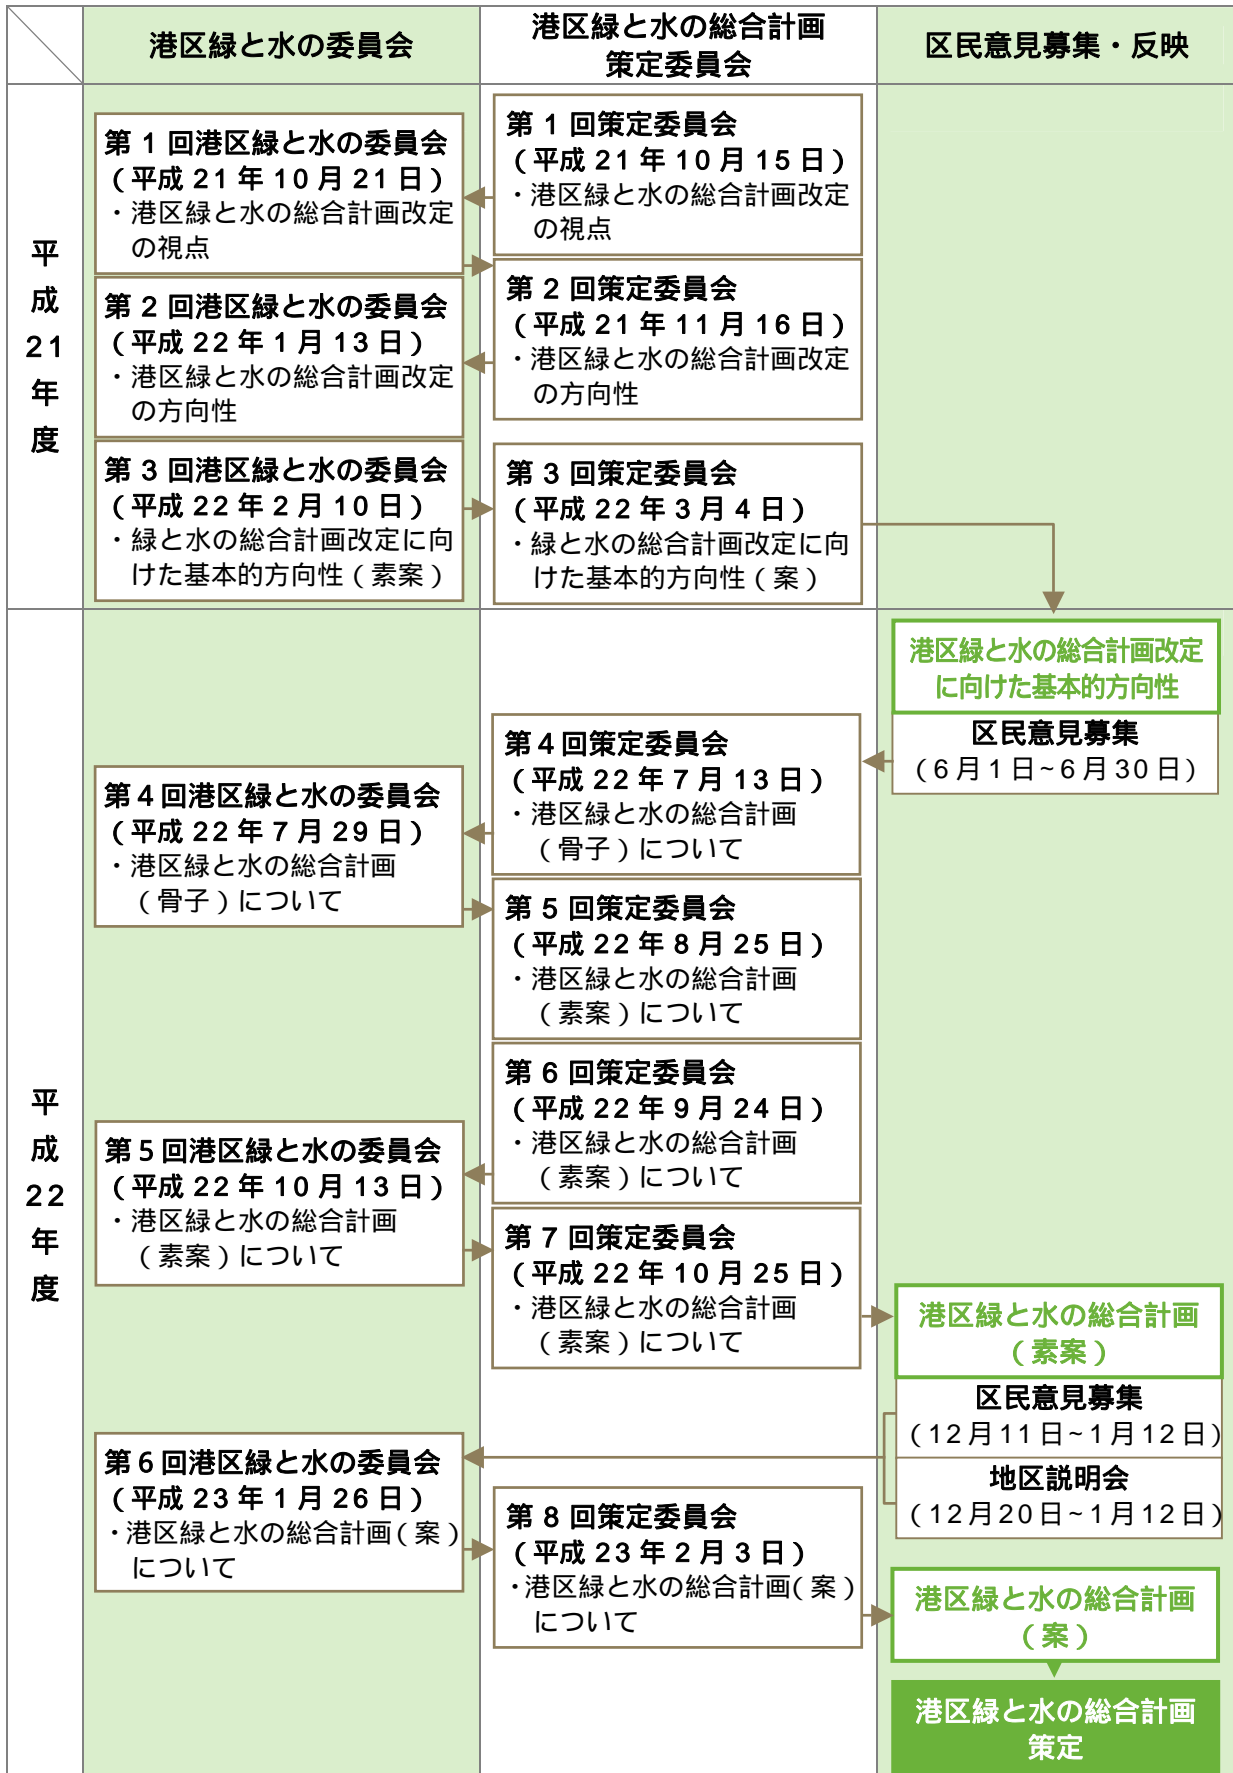 港区緑と水の委員会
港区緑と水の総合計画
策定委員会
区民意見募集・反映
平成21年度
第1回港区緑と水の委員会
(平成21年10月21日)
・港区緑と水の総合計画改定
の視点
第1回策定委員会
(平成21年10月15日)
・港区緑と水の総合計画改定
の視点
第2回港区緑と水の委員会
(平成22年1月13日)
・港区緑と水の総合計画改定
の方向性
第2回策定委員会
(平成21年11月16日)
・港区緑と水の総合計画改定
の方向性
第3回港区緑と水の委員会
(平成22年2月10日)
・緑と水の総合計画改定に向
けた基本的方向性(素案)
第3回策定委員会
(平成22年3月4日)
・緑と水の総合計画改定に向
けた基本的方向性(案)
平成22年度
港区緑と水の総合計画改定
に向けた基本的方向性
区民意見募集
(6月1日~6月30日)
第4回策定委員会
(平成22年7月13日)
・港区緑と水の総合計画
(骨子)について
第4回港区緑と水の委員会
(平成22年7月29日)
・港区緑と水の総合計画
(骨子)について
第5回策定委員会
(平成22年8月25日)
・港区緑と水の総合計画
(素案)について
第6回策定委員会
(平成22年9月24日)
・港区緑と水の総合計画
(素案)について
第5回港区緑と水の委員会
(平成22年10月13日)
・港区緑と水の総合計画
(素案)について
第7回策定委員会
(平成22年10月25日)
・港区緑と水の総合計画
(素案)について
港区緑と水の総合計画
(素案)
区民意見募集
(12月11日~1月12日)
地区説明会
(12月20日~1月12日)
第6回港区緑と水の委員会
(平成23年1月26日)
・港区緑と水の総合計画(案)
について
第8回策定委員会
(平成23年2月3日)
・港区緑と水の総合計画(案)
について
港区緑と水の総合計画
(案)
港区緑と水の総合計画
策定